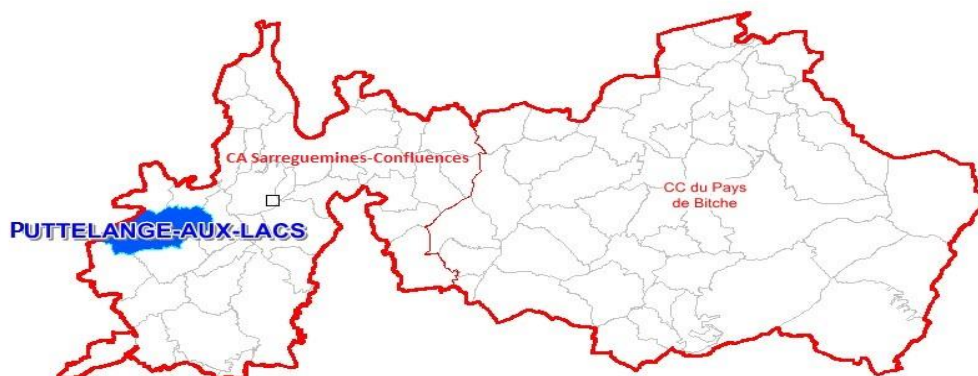 CA Sarreguemines-Confluences
CC du Pays
de Bitche
PUTTELANGE-AUX-LACS